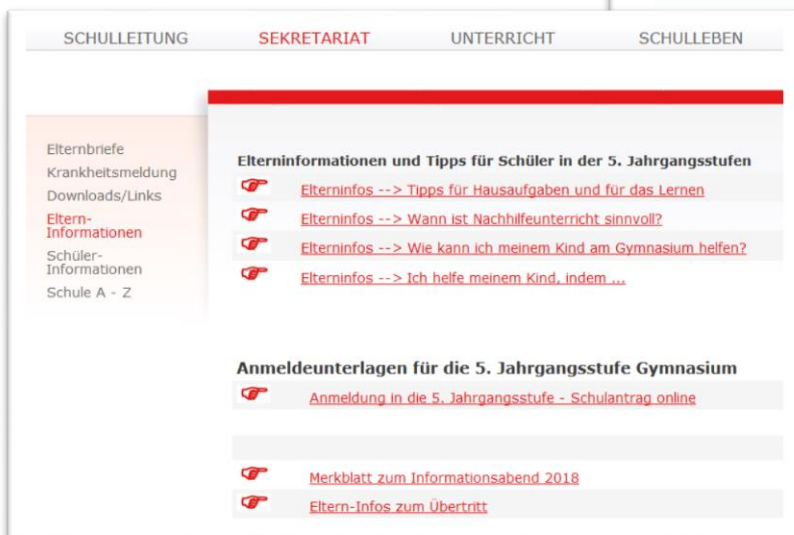 SCHULLEITUNG SEKRETARIAT UNTERRICHT SCHULLEBEN
Elternbriefe
Krankheitsmeldung
Downloads/Links
Eltern-
Informationen
Schüler-
Informationen
Schule A - Z
Elterninformationen und Tipps für Schüler in der 5. Jahrgangsstufen
Elterninfos --> Tipps für Hausaufgaben und für das Lernen
Elterninfos --> Wann ist Nachhilfeunterricht sinnvoll?
Elterninfos --> Wie kann ich meinem Kind am Gymnasium helfen?
Elterninfos --> Ich helfe meinem Kind, indem ...
Anmeldeunterlagen für die 5. Jahrgangsstufe Gymnasium
Anmeldung in die 5. Jahrgangsstufe - Schulantrag online
Merkblatt zum Informationsabend 2018
Eltern-Infos zum Übertritt